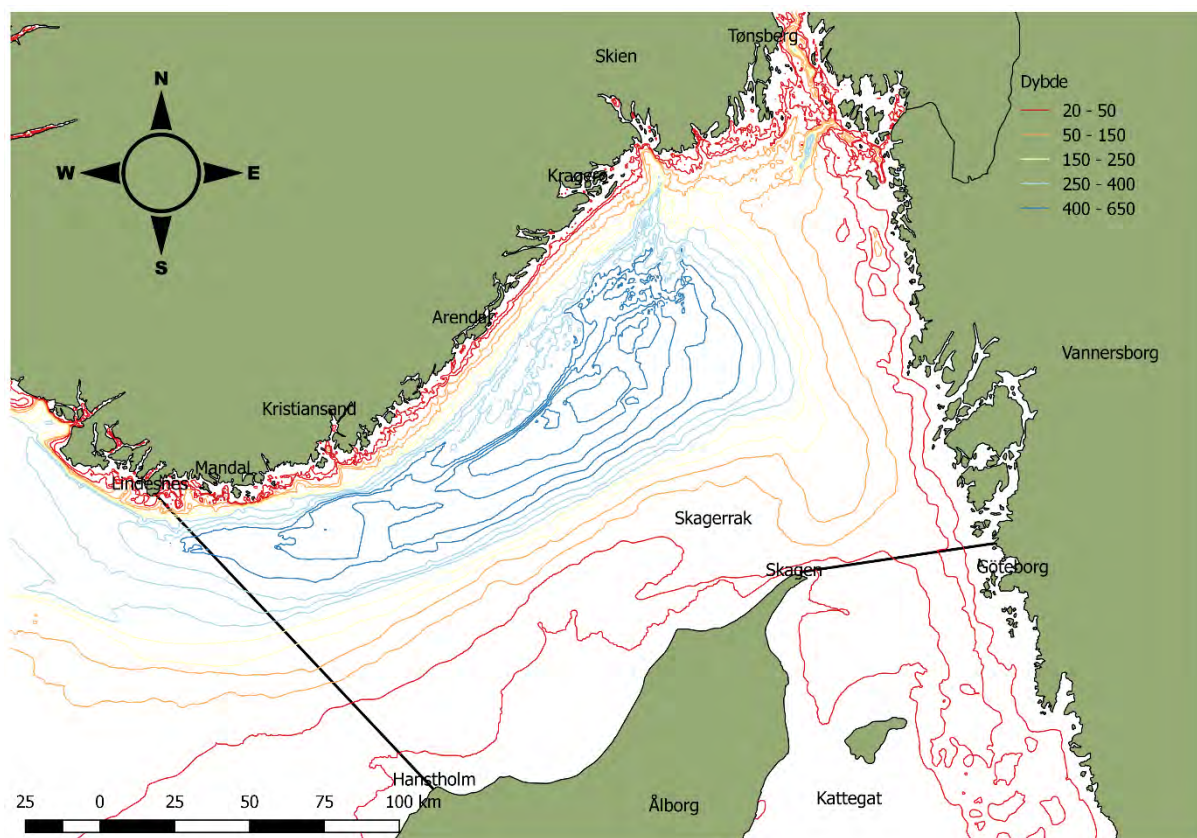 Tønsberg
Skien
N
Dybde
20 - 50
50 - 150
150 - 250
250 - 400
400 - 650
W
E
S
Kragerø
Arendal
Vannersborg
Kristiansand
Mandal
Lindesnes
Skagerrak
Skagen
Göteborg
Hanstholm
Ålborg
Kattegat
25 0 25 50 75 100 km